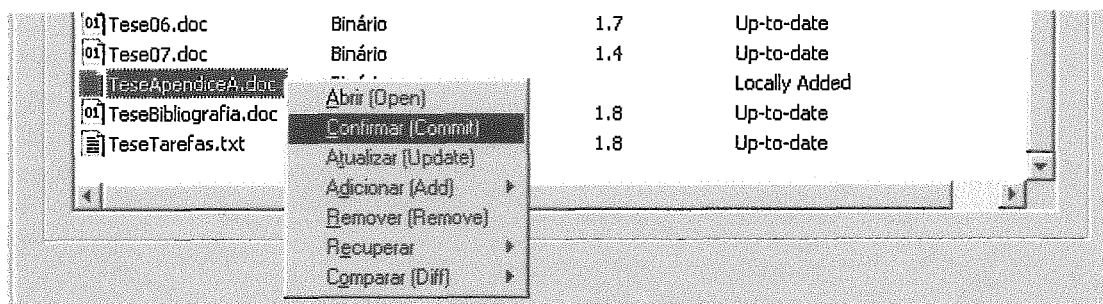 Tese06.doc Binário 1.7 Up-to-date
Tese07.doc Binário 1.4 Up-to-date
TeseApendiceA.doc Locally Added
Abrir (Open)
TeseBibliografia.doc 1.8 Up-to-date
Confirmar (Commit)
TeseTarefas.txt 1.8 Up-to-date
Atualizar (Update)
Adicionar (Add)
Remover (Remove)
Recuperar
Comparar (Diff)